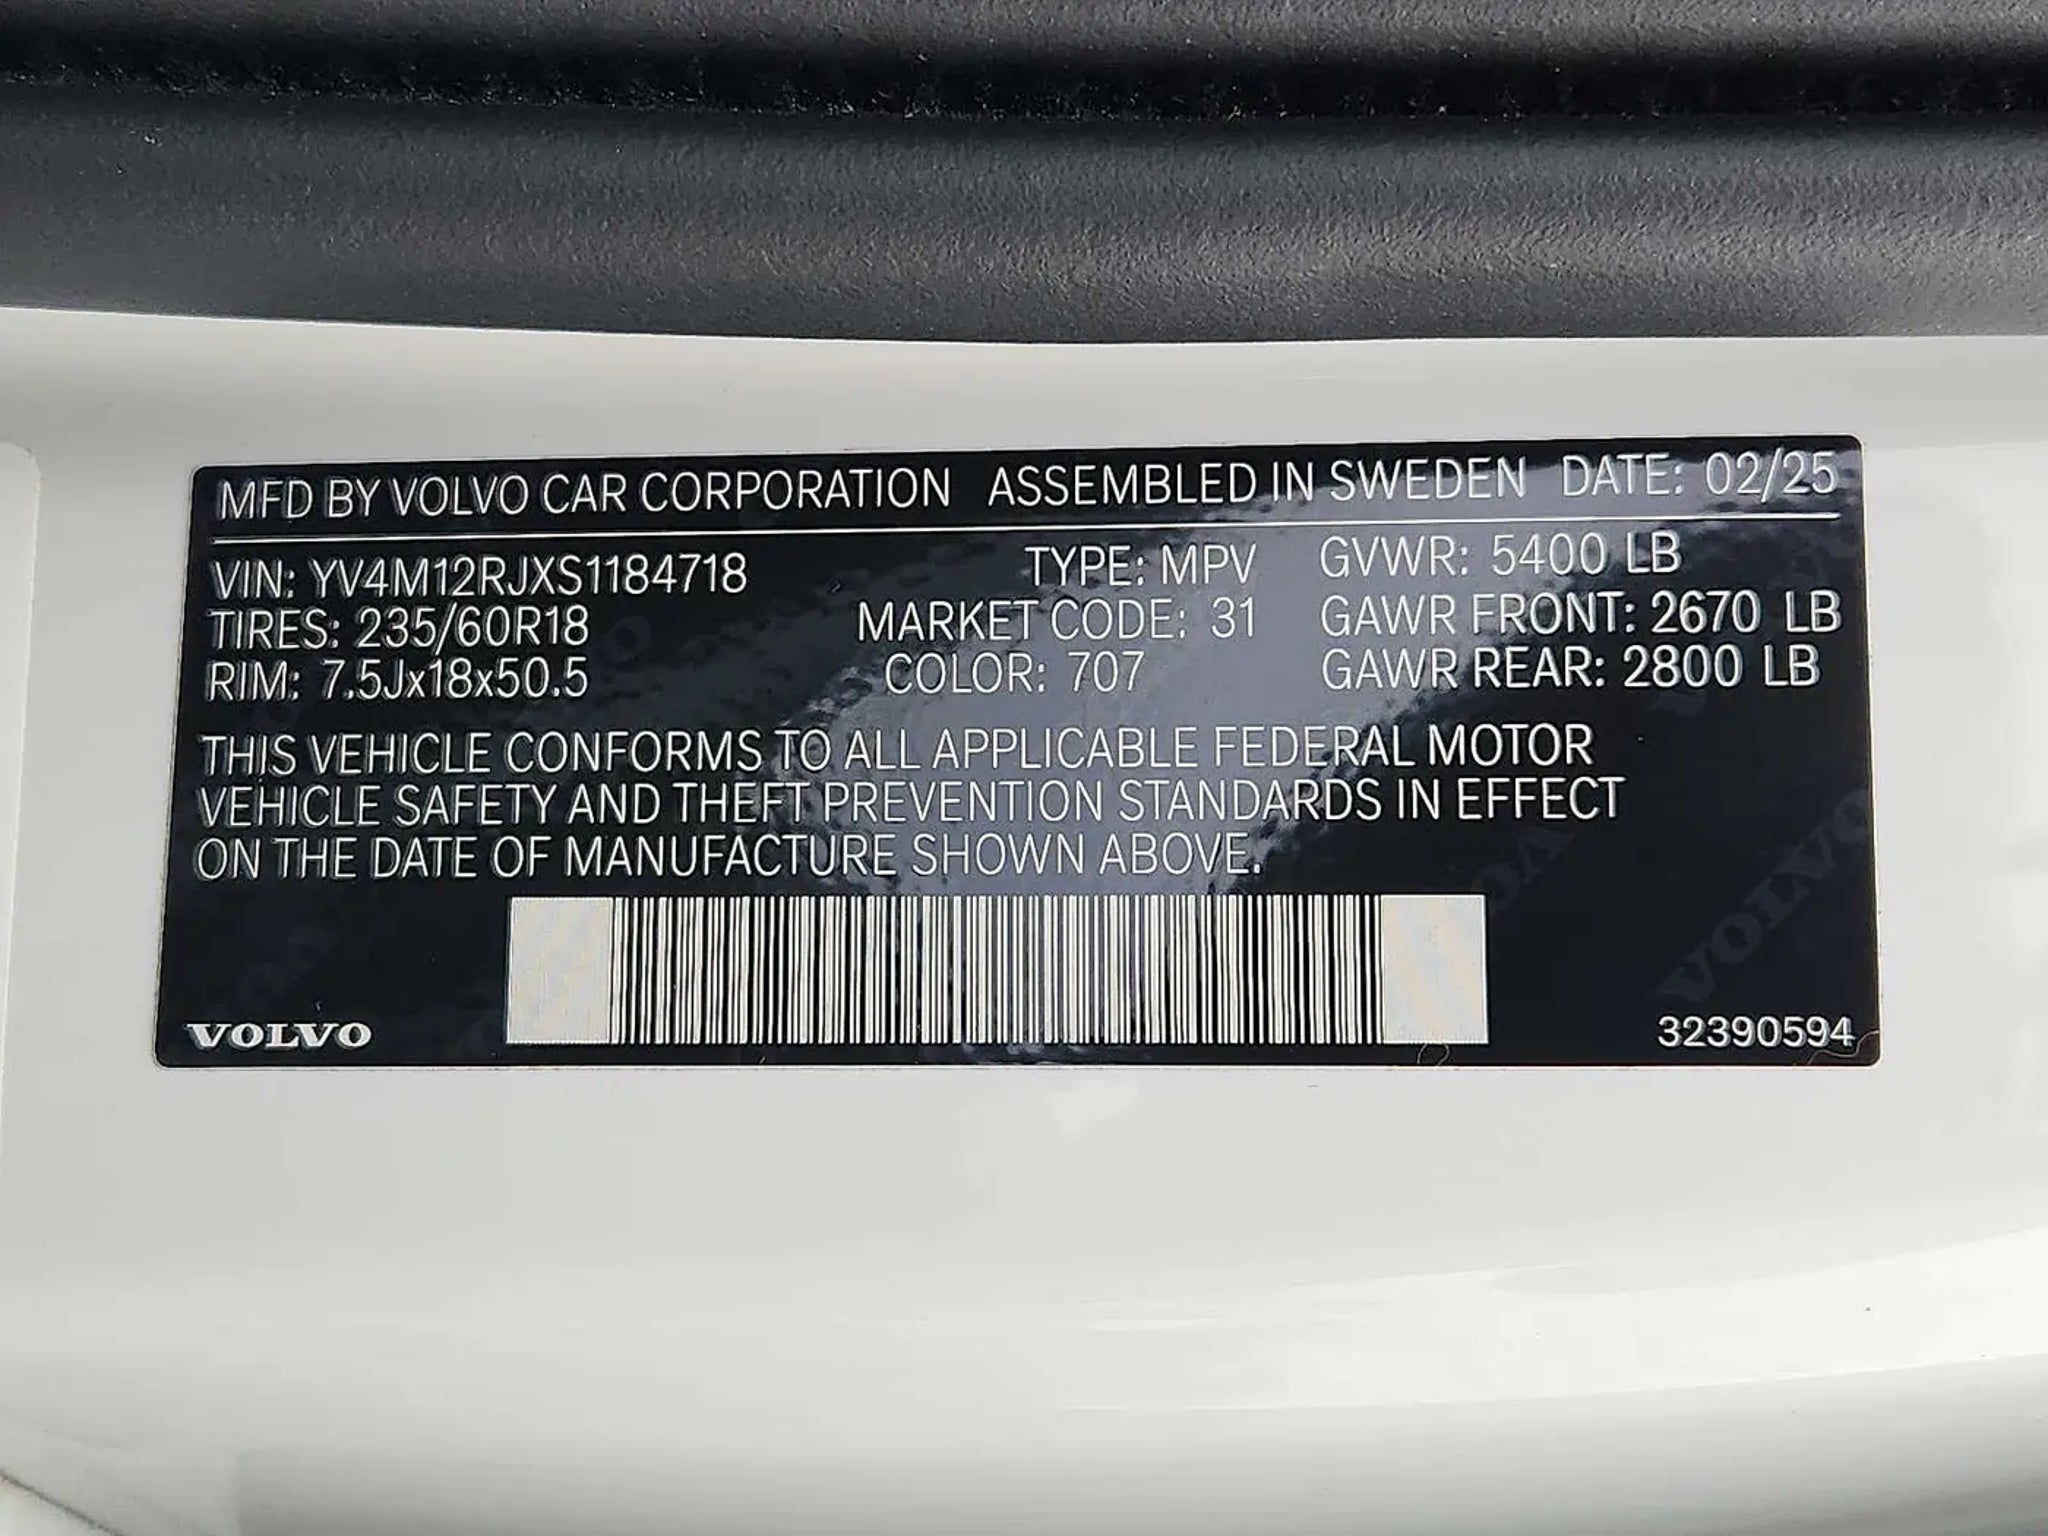 MFD BY VOLVO CAR CORPORATION ASSEMBLED IN SWEDEN DATE: 02/25
VIN: YV4M12RJXS1184718 TYPE: MPV GVWR: 5400 LB
TIRES: 235/60R18 MARKET CODE: 31 GAWR FRONT: 2670 LB
RIM: 7.5Jx18x50.5 COLOR: 707 GAWR REAR: 2800 LB
THIS VEHICLE CONFORMS TO ALL APPLICABLE FEDERAL MOTOR
VEHICLE SAFETY AND THEFT PREVENTION STANDARDS IN EFFECT
ON THE DATE OF MANUFACTURE SHOWN ABOVE.
VOLVO 32390594